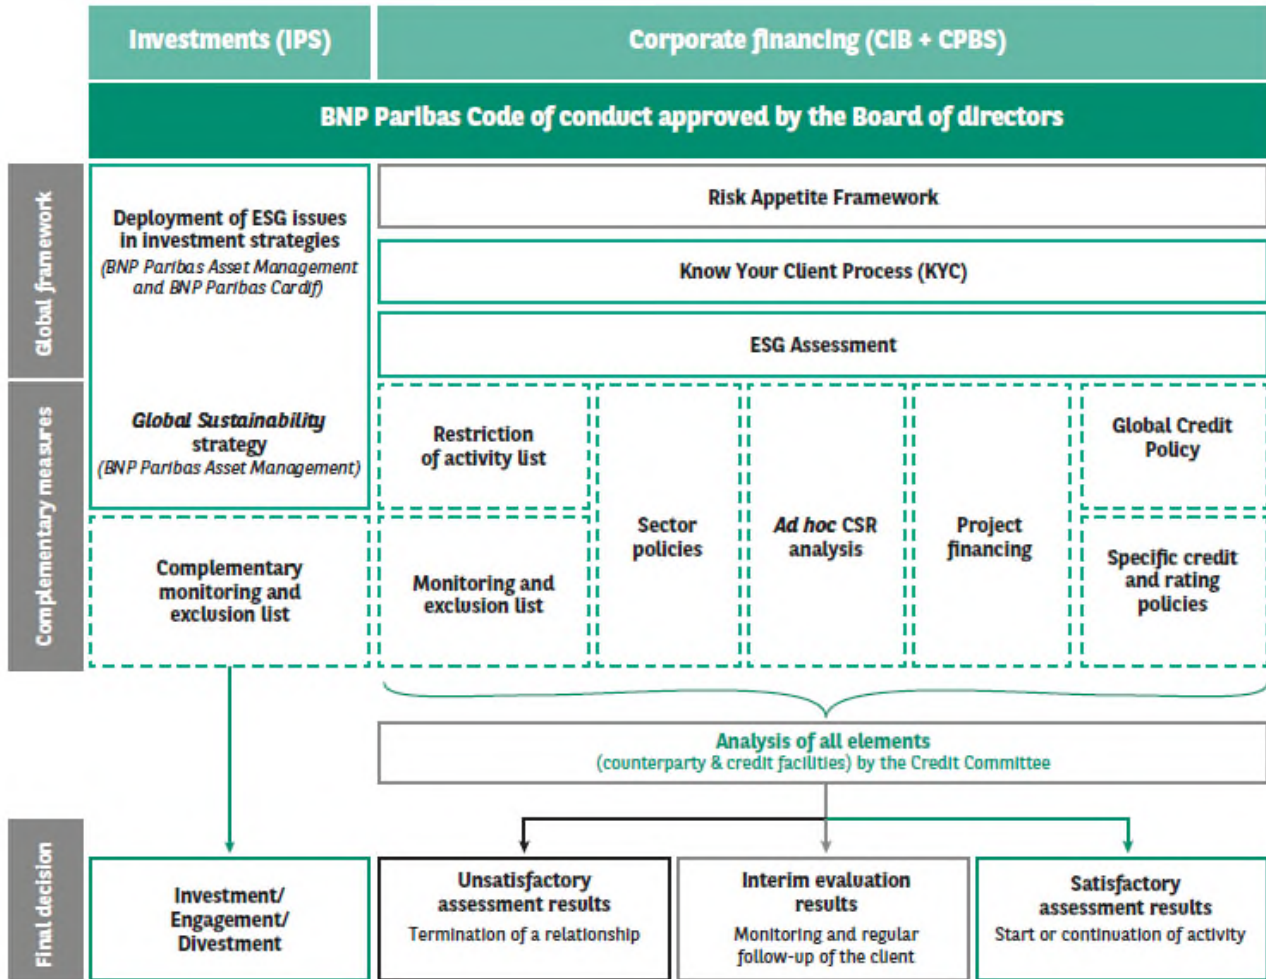 Investments (IPS)
Corporate financing (CIB + CPBS)
BNP Paribas Code of conduct approved by the Board of directors
Global framework
Deployment of ESG issues
in investment strategies
(BNP Paribas Asset Management
and BNP Paribas Cardif)
Risk Appetite Framework
Know Your Client Process (KYC)
ESG Assessment
Complementary measures
Global Sustainability
strategy
(BNP Paribas Asset Management)
Complementary
monitoring and
exclusion list
Restriction
of activity list
Monitoring and
exclusion list
Sector
policies
Ad hoc CSR
analysis
Project
financing
Global Credit
Policy
Specific credit
and rating
policies
Analysis of all elements
(counterparty & credit facilities) by the Credit Committee
Final decision
Investment/
Engagement/
Divestment
Unsatisfactory
assessment results
Termination of a relationship
Interim evaluation
results
Monitoring and regular
follow-up of the client
Satisfactory
assessment results
Start or continuation of activity